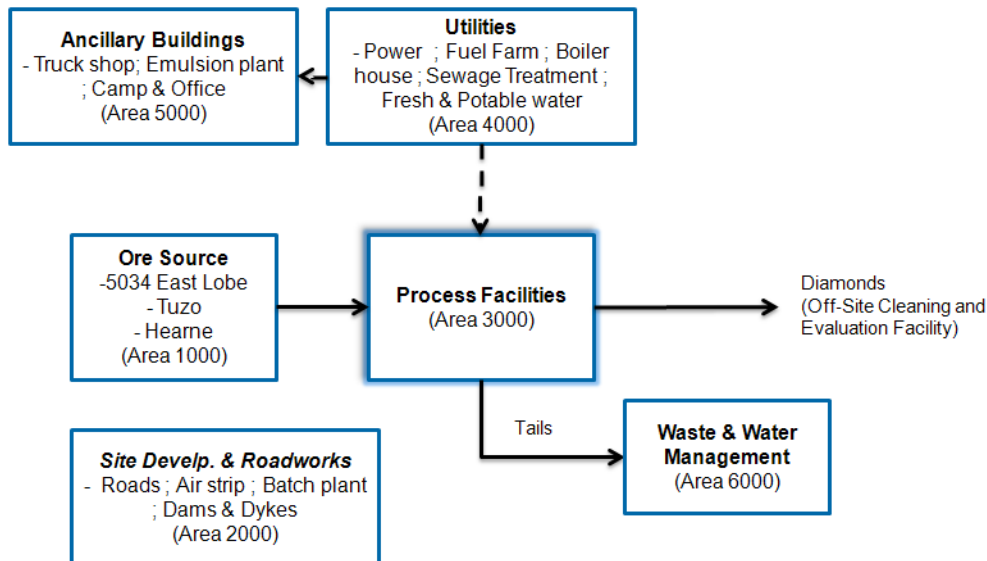 Ancillary Buildings
- Truck shop; Emulsion plant
; Camp & Office
(Area 5000)
Utilities
- Power ; Fuel Farm ; Boiler
house ; Sewage Treatment ;
Fresh & Potable water
(Area 4000)
Ore Source
-5034 East Lobe
- Tuzo
- Hearne
(Area 1000)
Process Facilities
(Area 3000)
Diamonds
(Off-Site Cleaning and
Evaluation Facility)
Tails
Waste & Water
Management
(Area 6000)
Site Develp. & Roadworks
- Roads ; Air strip ; Batch plant
; Dams & Dykes
(Area 2000)